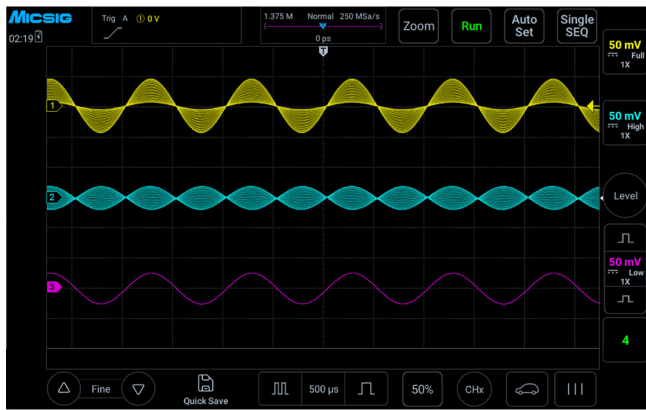 MICSIG
Trig A ① 0 V
1.375 M Normal 250 MSa/s
0 ps
T
Zoom
Run
Auto
Set
Single
SEQ
02:19
50 mV
Full
1X
1
50 mV
High
1X
2
Level
50 mV
Low
1X
3
4
Fine
Quick Save
500 µs
50%
CHx